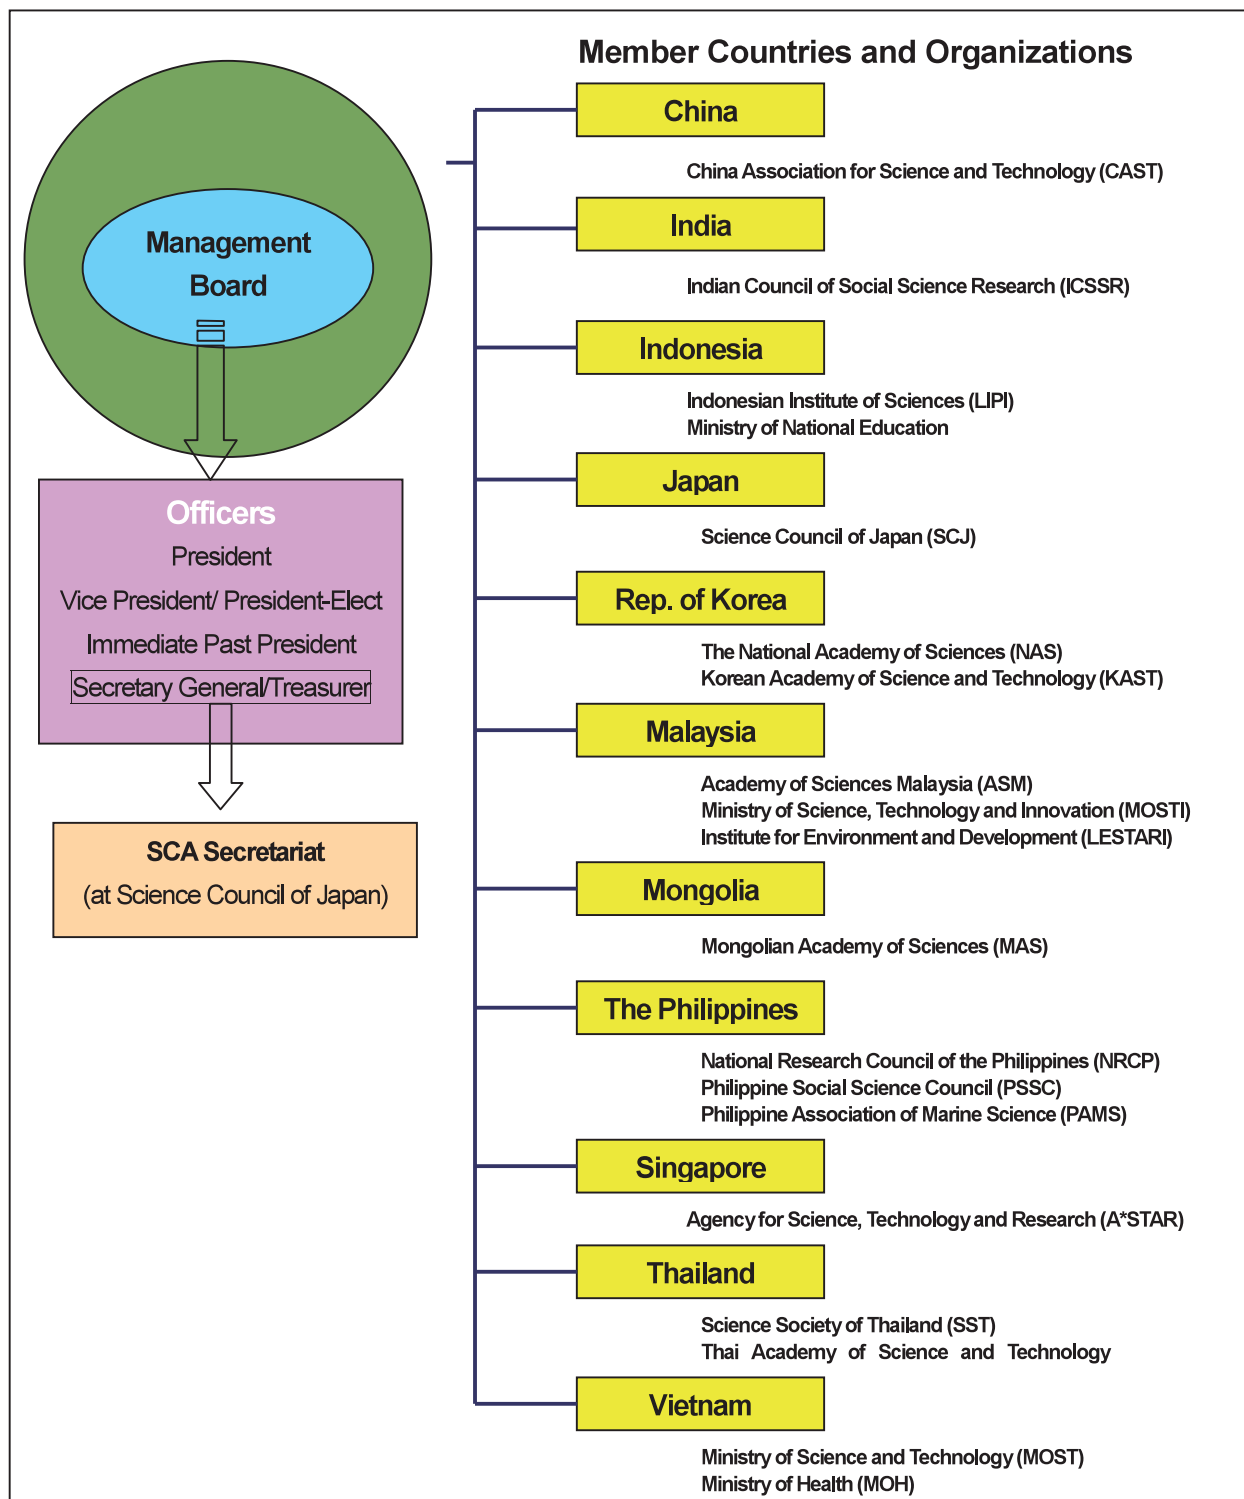 Management
Board
Officers
President
Vice President/ President-Elect
Immediate Past President
Secretary General/Treasurer
SCA Secretariat
(at Science Council of Japan)
Member Countries and Organizations
China
China Association for Science and Technology (CAST)
India
Indian Council of Social Science Research (ICSSR)
Indonesia
Indonesian Institute of Sciences (LIPI)
Ministry of National Education
Japan
Science Council of Japan (SCJ)
Rep. of Korea
The National Academy of Sciences (NAS)
Korean Academy of Science and Technology (KAST)
Malaysia
Academy of Sciences Malaysia (ASM)
Ministry of Science, Technology and Innovation (MOSTI)
Institute for Environment and Development (LESTARI)
Mongolia
Mongolian Academy of Sciences (MAS)
The Philippines
National Research Council of the Philippines (NRCP)
Philippine Social Science Council (PSSC)
Philippine Association of Marine Science (PAMS)
Singapore
Agency for Science, Technology and Research (A*STAR)
Thailand
Science Society of Thailand (SST)
Thai Academy of Science and Technology
Vietnam
Ministry of Science and Technology (MOST)
Ministry of Health (MOH)